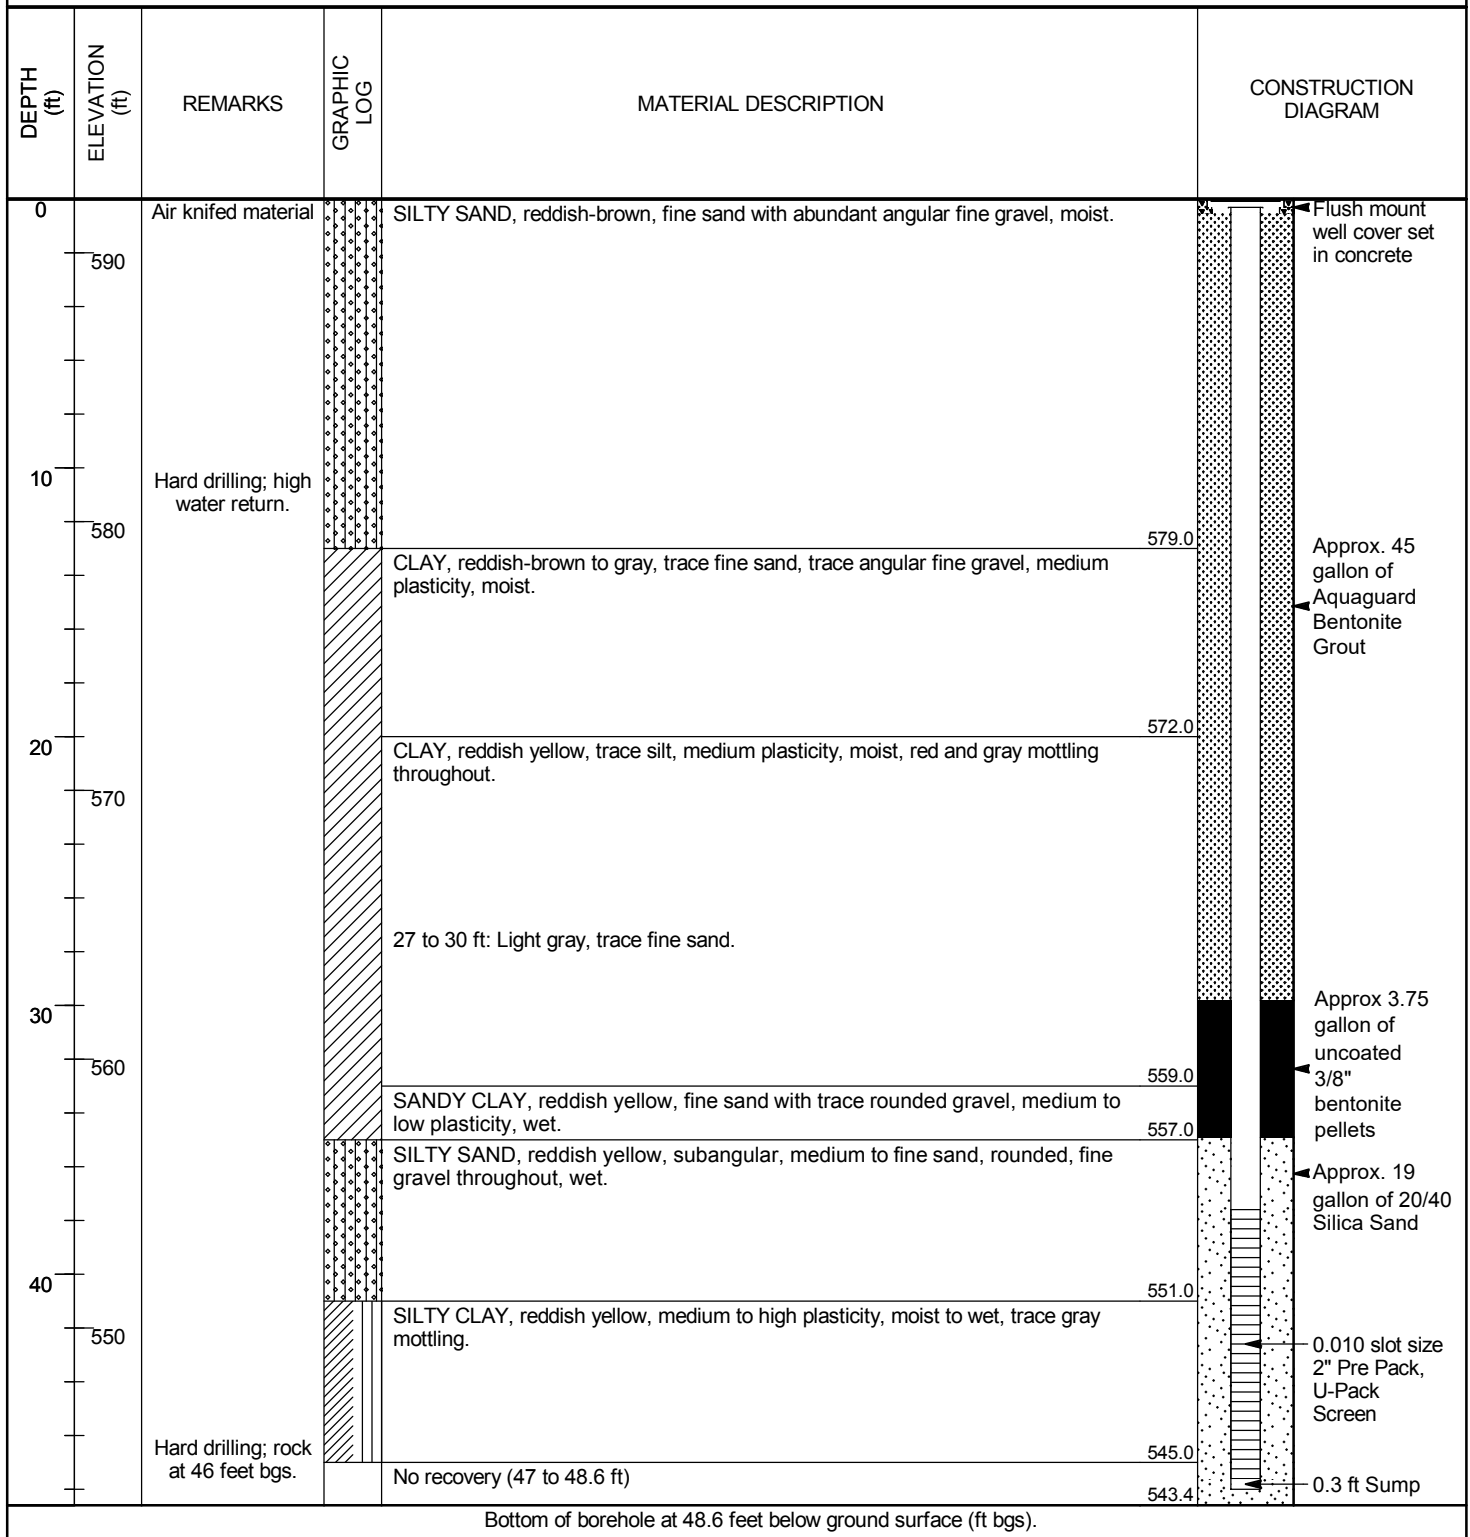 DEPTH
(ft)
ELEVATION
(ft)
REMARKS
GRAPHIC
LOG
MATERIAL DESCRIPTION
CONSTRUCTION
DIAGRAM
0
Air knifed material
SILTY SAND, reddish-brown, fine sand with abundant angular fine gravel, moist.
Flush mount
well cover set
in concrete
590
10
Hard drilling; high
water return.
580
579.0
CLAY, reddish-brown to gray, trace fine sand, trace angular fine gravel, medium
plasticity, moist.
Approx. 45
gallon of
Aquaguard
Bentonite
Grout
572.0
20
CLAY, reddish yellow, trace silt, medium plasticity, moist, red and gray mottling
throughout.
570
27 to 30 ft: Light gray, trace fine sand.
30
Approx 3.75
gallon of
uncoated
3/8"
bentonite
pellets
560
559.0
SANDY CLAY, reddish yellow, fine sand with trace rounded gravel, medium to
low plasticity, wet.
557.0
SILTY SAND, reddish yellow, subangular, medium to fine sand, rounded, fine
gravel throughout, wet.
Approx. 19
gallon of 20/40
Silica Sand
40
551.0
SILTY CLAY, reddish yellow, medium to high plasticity, moist to wet, trace gray
mottling.
550
0.010 slot size
2" Pre Pack,
U-Pack
Screen
Hard drilling; rock
at 46 feet bgs.
545.0
No recovery (47 to 48.6 ft)
543.4
0.3 ft Sump
Bottom of borehole at 48.6 feet below ground surface (ft bgs).